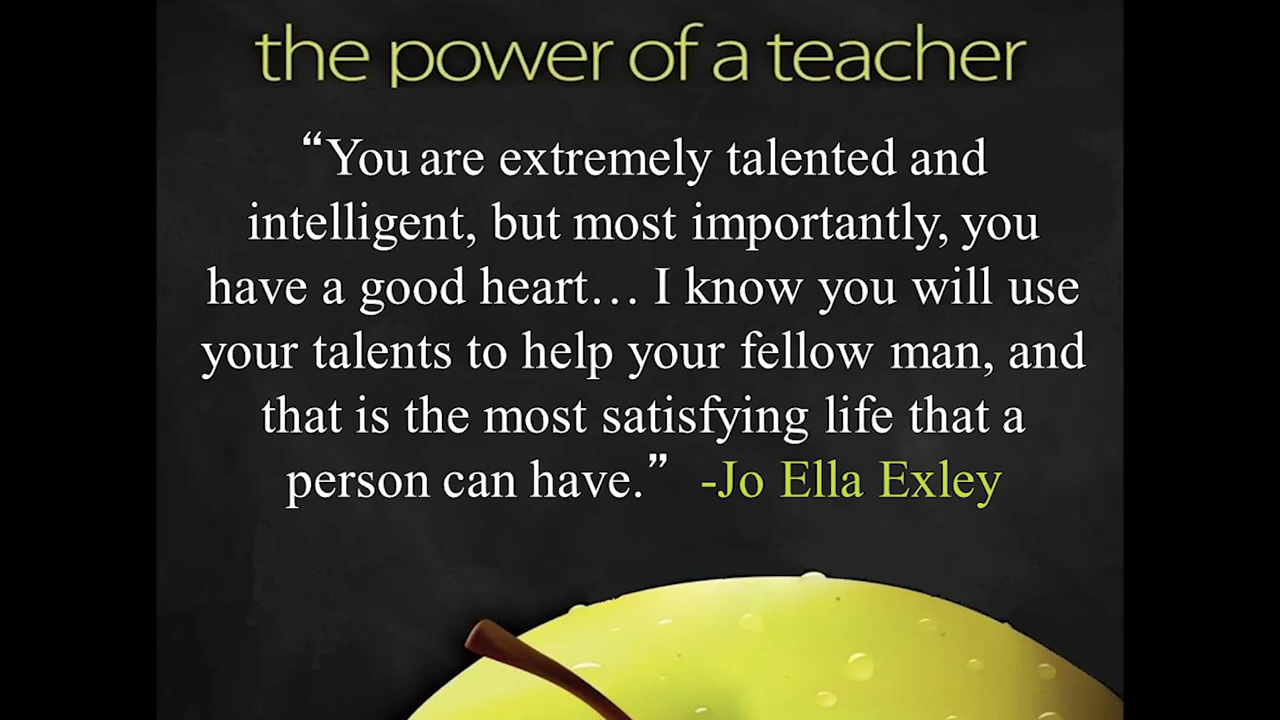 the power of a teacher
“You are extremely talented and
intelligent, but most importantly, you
have a good heart… I know you will use
your talents to help your fellow man, and
that is the most satisfying life that a
person can have.” -Jo Ella Exley